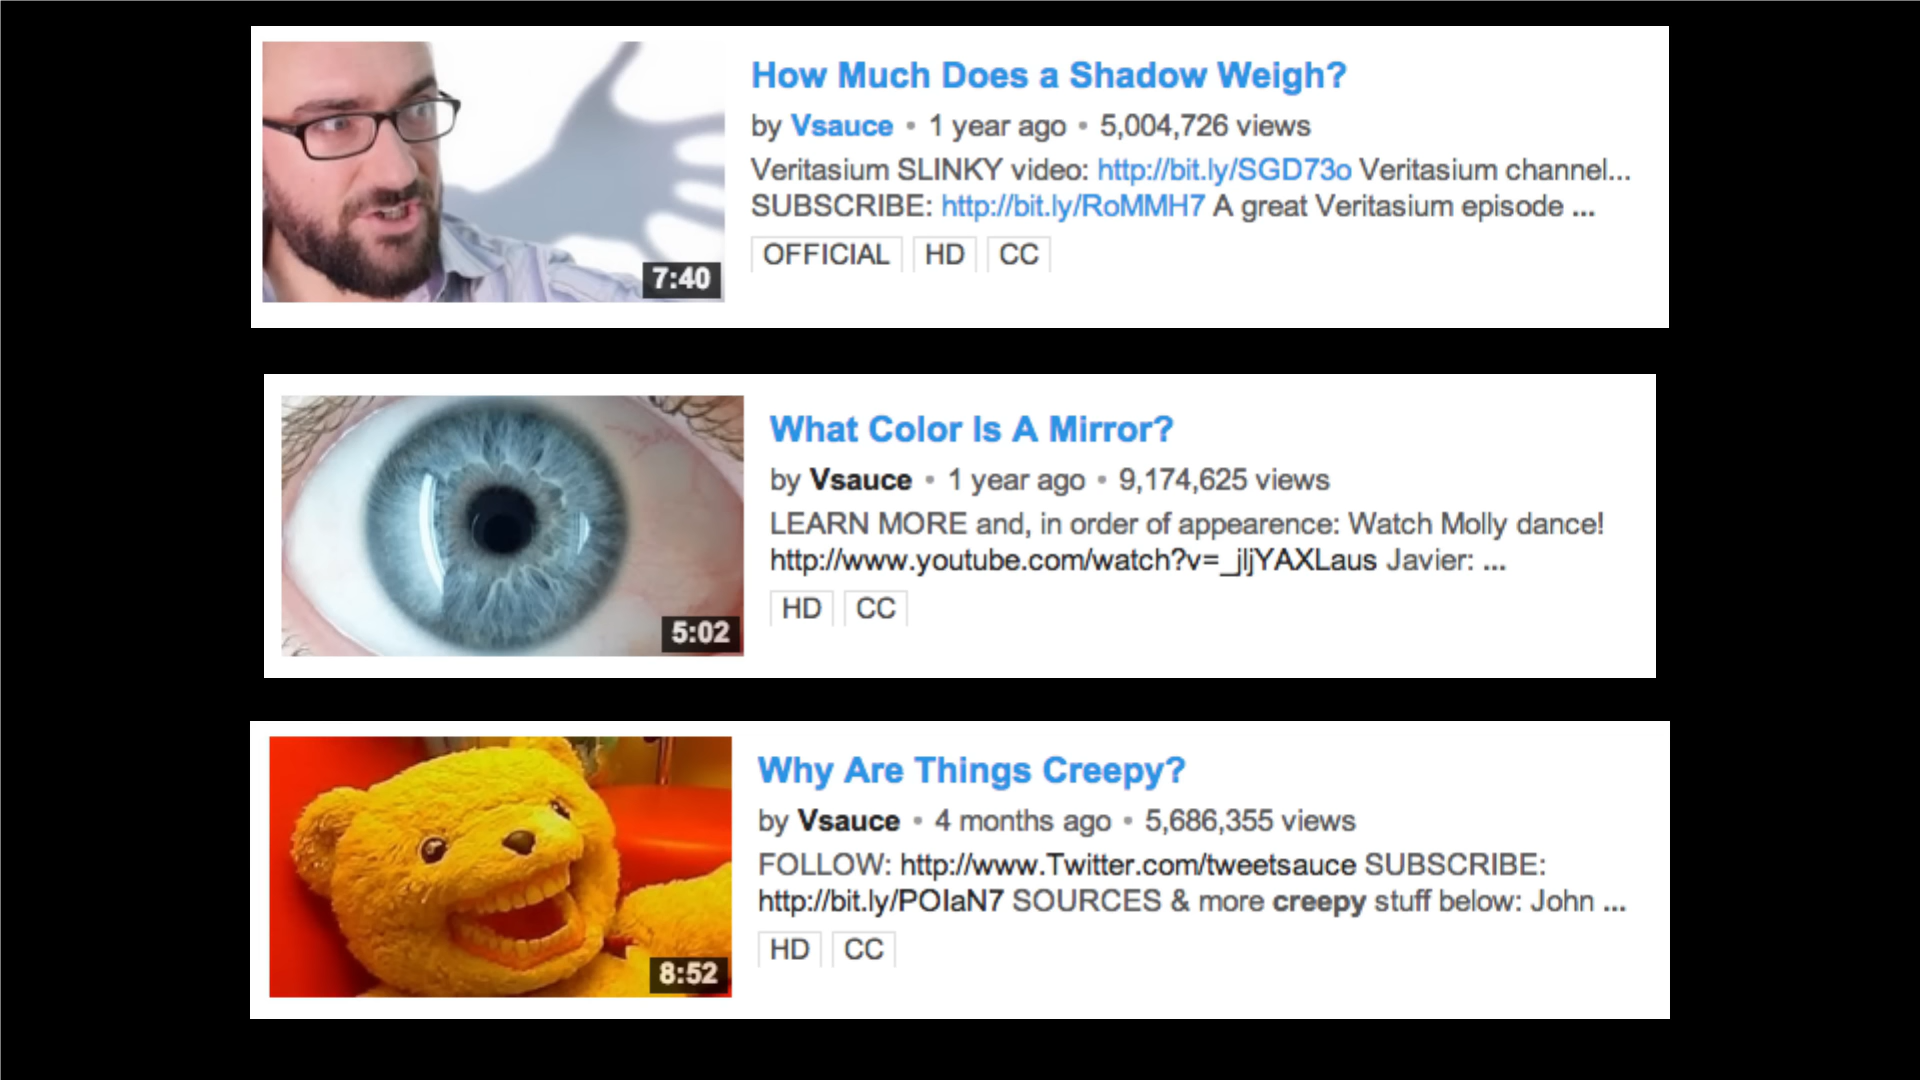 How Much Does a Shadow Weigh?
by Vsauce • 1 year ago • 5,004,726 views
Veritasium SLINKY video: http://bit.ly/SGD73o Veritasium channel...
SUBSCRIBE: http://bit.ly/RoMMH7 A great Veritasium episode ...
OFFICIAL HD CC
7:40
What Color Is A Mirror?
by Vsauce • 1 year ago • 9,174,625 views
LEARN MORE and, in order of appearence: Watch Molly dance!
http://www.youtube.com/watch?v=_jljYAXLaus Javier: ...
HD CC
5:02
Why Are Things Creepy?
by Vsauce • 4 months ago • 5,686,355 views
FOLLOW: http://www.Twitter.com/tweetsauce SUBSCRIBE:
http://bit.ly/POIaN7 SOURCES & more creepy stuff below: John ...
HD CC
8:52